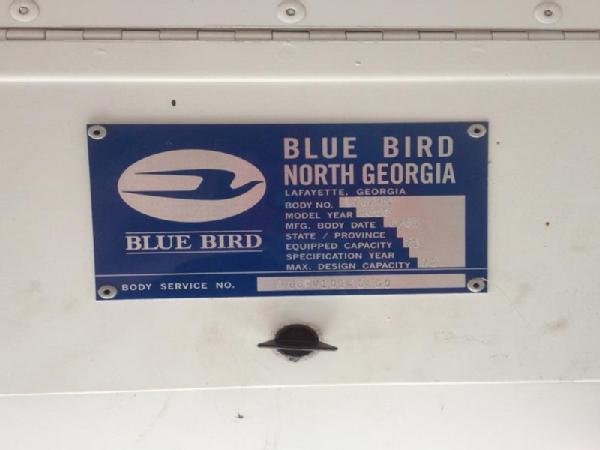 BLUE BIRD
BLUE BIRD
NORTH GEORGIA
LAFAYETTE, GEORGIA
BODY NO.
MODEL YEAR
MFG. BODY DATE
STATE / PROVINCE
EQUIPPED CAPACITY
SPECIFICATION YEAR
MAX. DESIGN CAPACITY
BODY SERVICE NO.